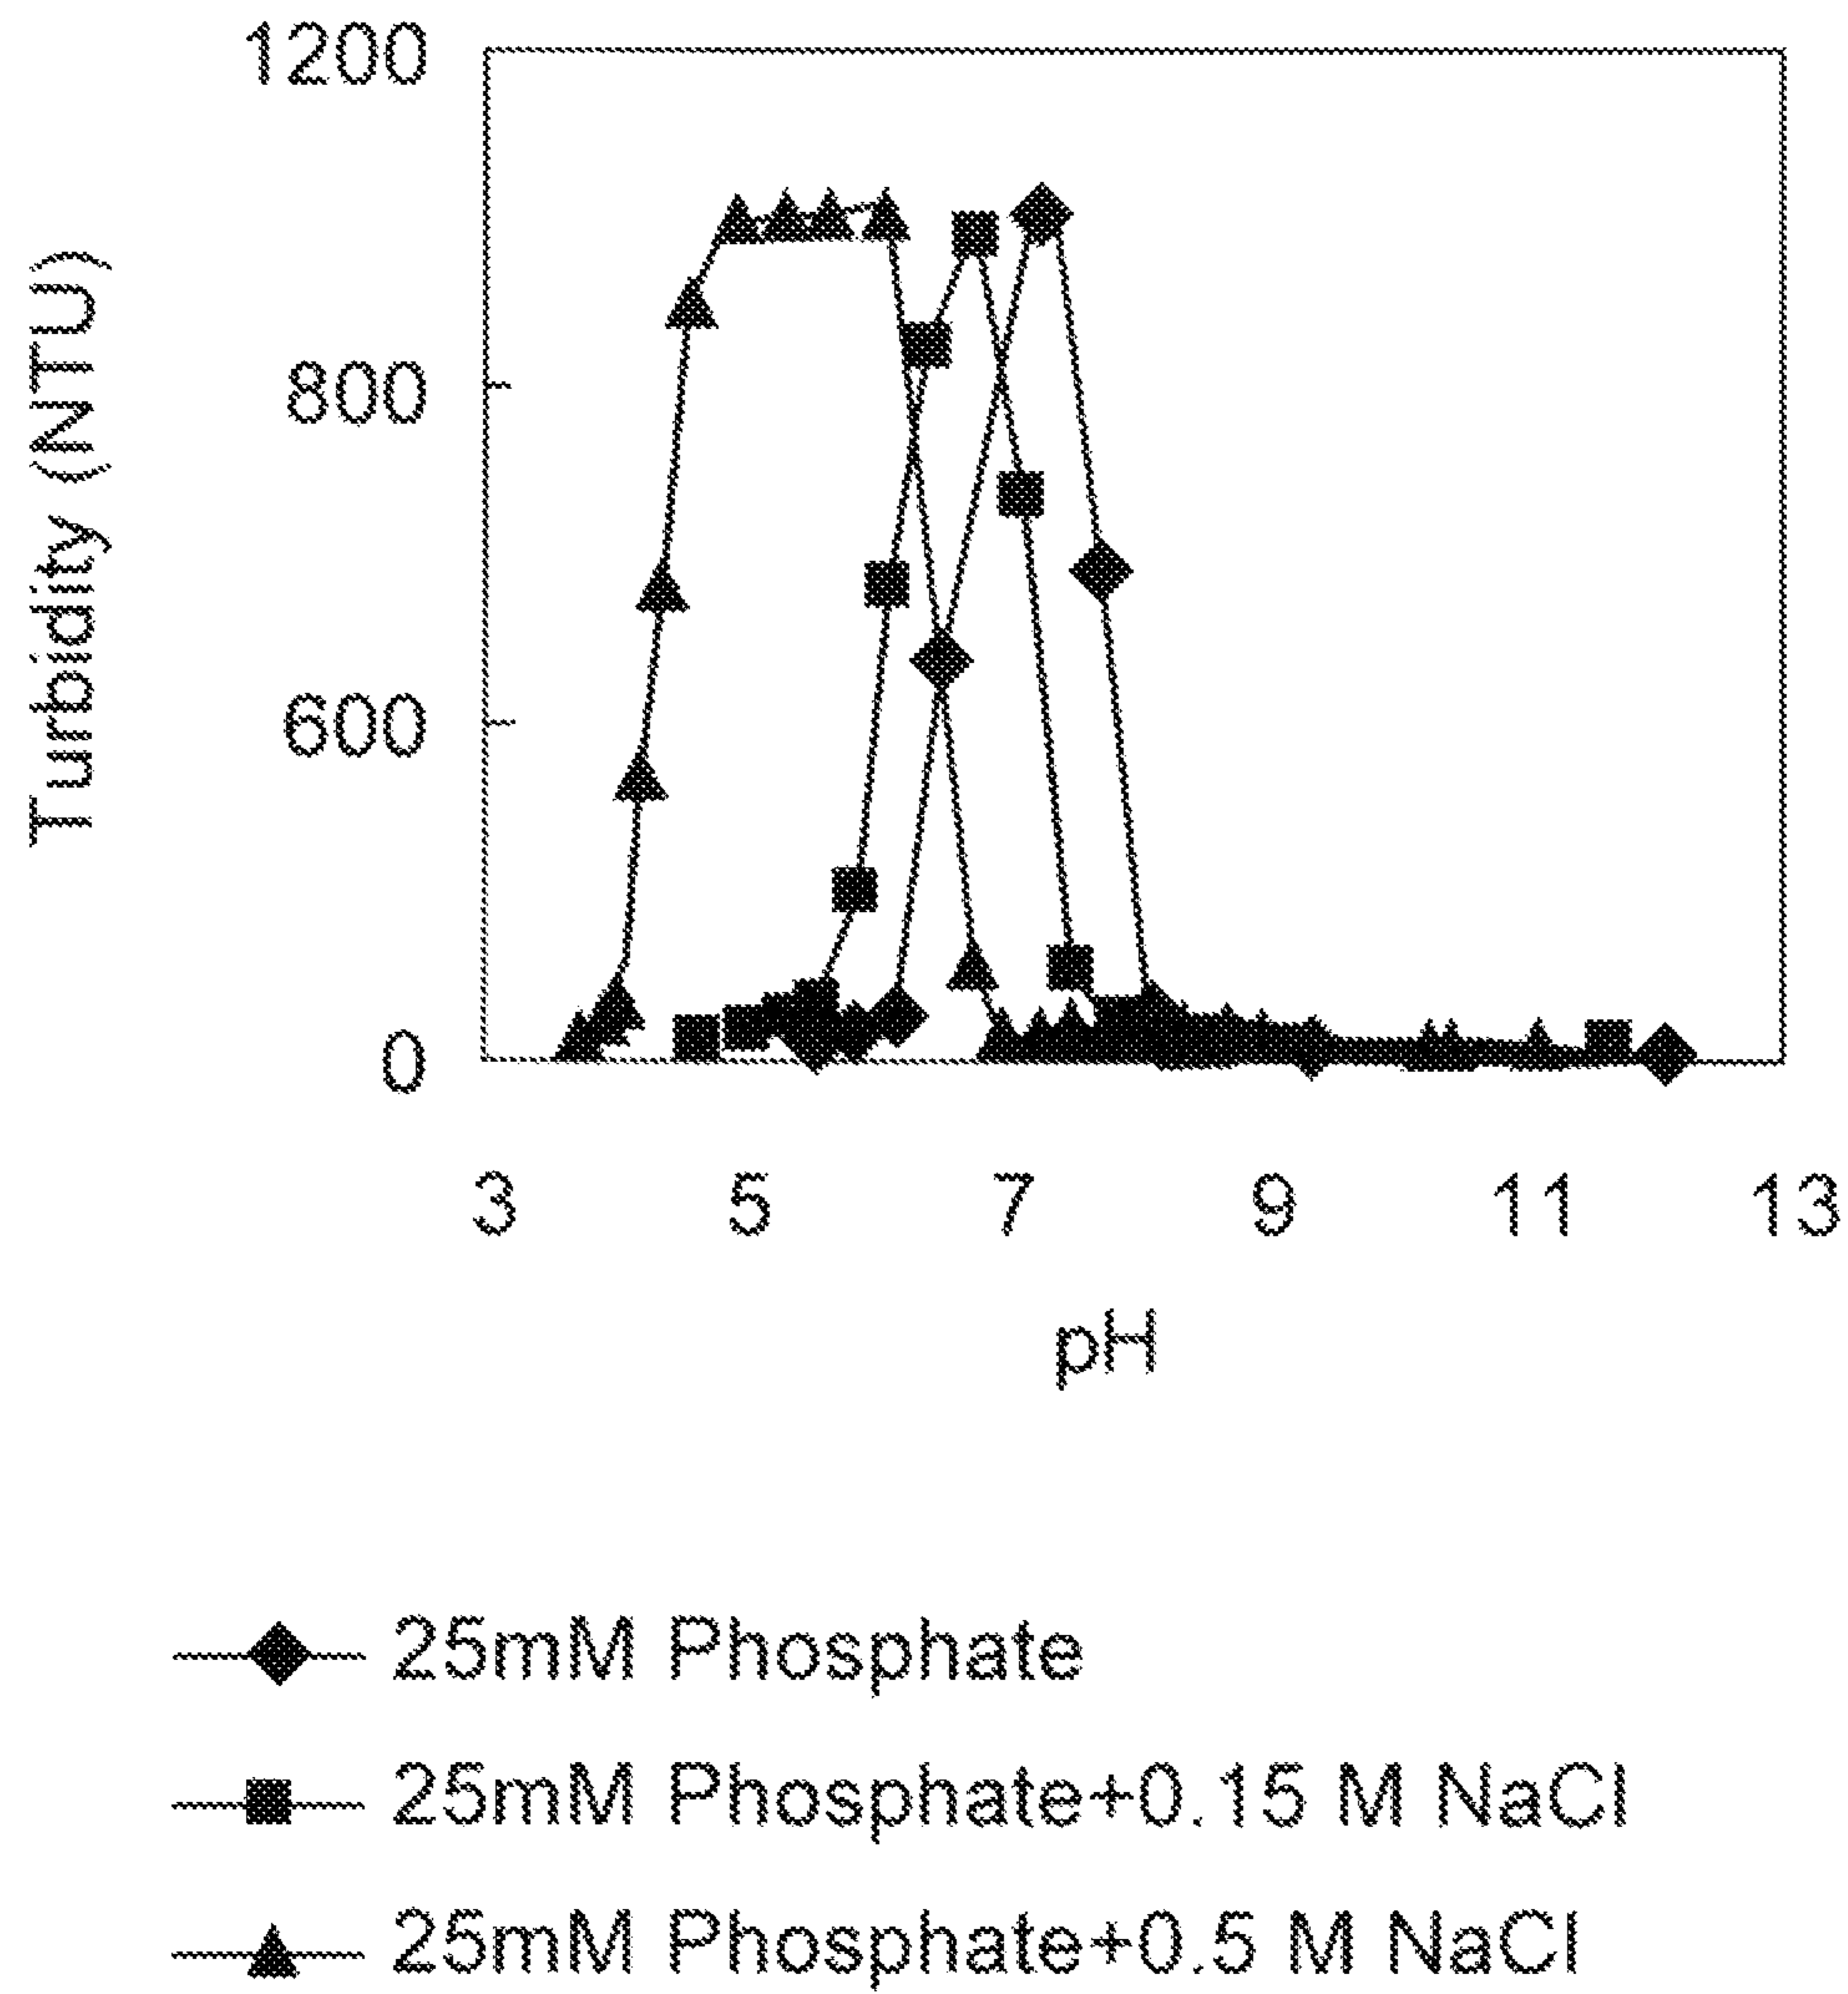 1200
800
600
0
Turbidity (NTU)
3 5 7 9 11 13
pH
25mM Phosphate
25mM Phosphate+0.15 M NaCl
25mM Phosphate+0.5 M NaCl